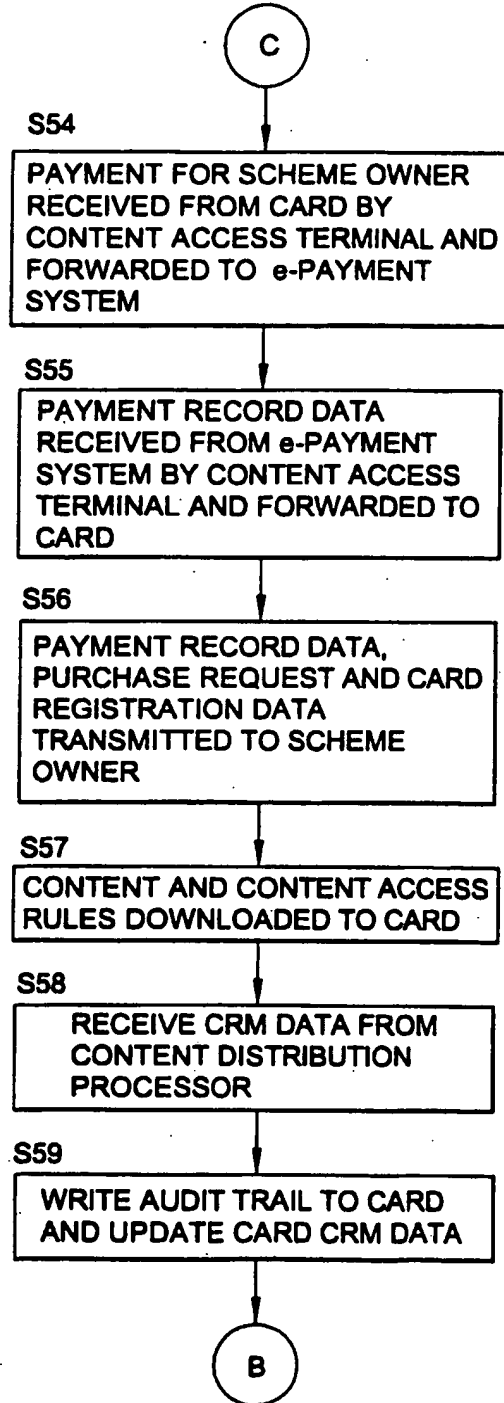 C
S54
PAYMENT FOR SCHEME OWNER
RECEIVED FROM CARD BY
CONTENT ACCESS TERMINAL AND
FORWARDED TO e-PAYMENT
SYSTEM
S55
PAYMENT RECORD DATA
RECEIVED FROM e-PAYMENT
SYSTEM BY CONTENT ACCESS
TERMINAL AND FORWARDED TO
CARD
S56
PAYMENT RECORD DATA,
PURCHASE REQUEST AND CARD
REGISTRATION DATA
TRANSMITTED TO SCHEME
OWNER
S57
CONTENT AND CONTENT ACCESS
RULES DOWNLOADED TO CARD
S58
RECEIVE CRM DATA FROM
CONTENT DISTRIBUTION
PROCESSOR
S59
WRITE AUDIT TRAIL TO CARD
AND UPDATE CARD CRM DATA
B